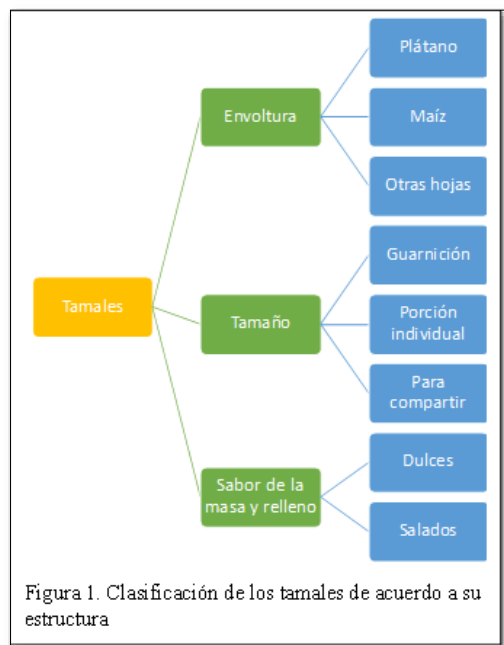 Tamales
Envoltura
Plátano
Maíz
Otras hojas
Tamaño
Guarnición
Porción
individual
Para
compartir
Sabor de la
masa y relleno
Dulces
Salados
Figura 1. Clasificación de los tamales de acuerdo a su
estructura